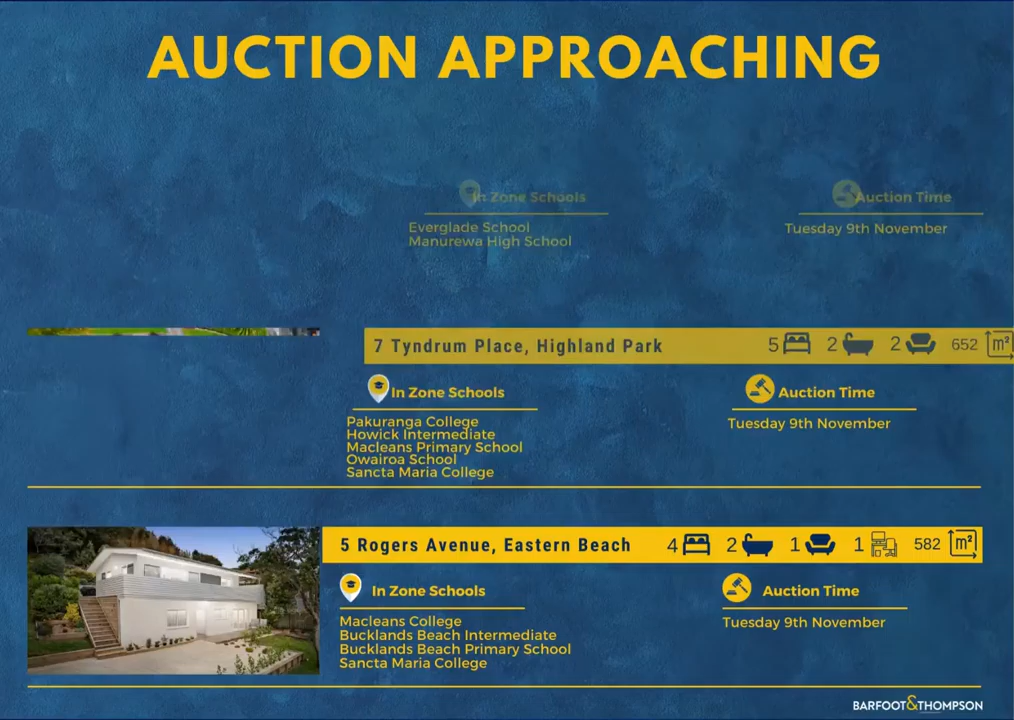 AUCTION APPROACHING
In Zone Schools
Auction Time
Everglade School
Manurewa High School
Tuesday 9th November
7 Tyndrum Place, Highland Park
5 2 2 652 m²
In Zone Schools
Auction Time
Pakuranga College
Howick Intermediate
Macleans Primary School
Owairoa School
Sancta Maria College
Tuesday 9th November
5 Rogers Avenue, Eastern Beach
4 2 1 1 582 m²
In Zone Schools
Auction Time
Macleans College
Bucklands Beach Intermediate
Bucklands Beach Primary School
Sancta Maria College
Tuesday 9th November
BARFOOT&THOMPSON